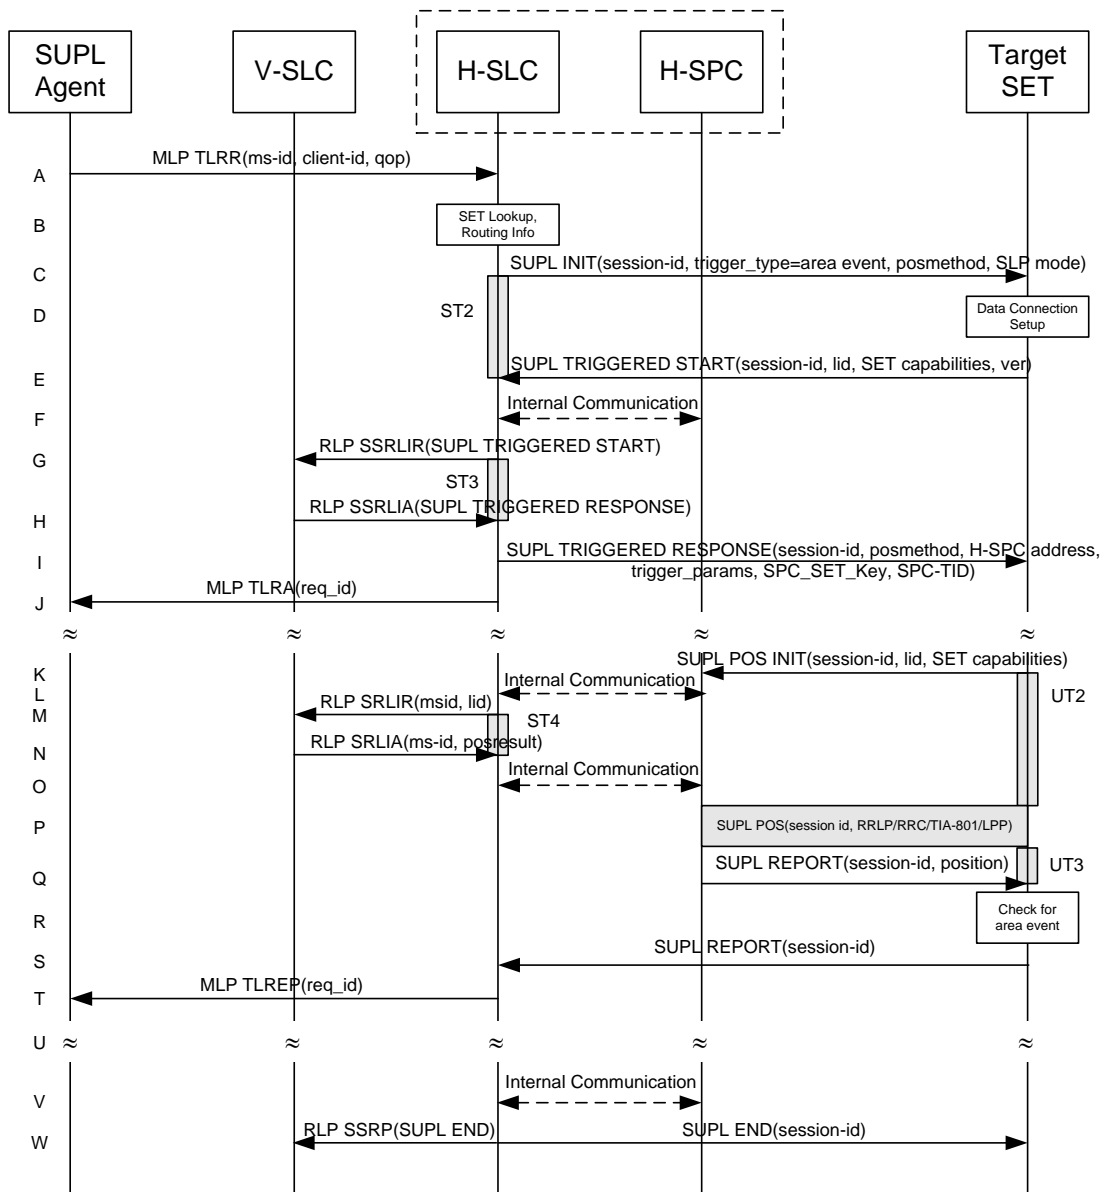 SUPL
Agent
V-SLC
H-SLC
H-SPC
Target
SET
A
MLP TLRR(ms-id, client-id, qop)
B
SET Lookup,
Routing Info
C
SUPL INIT(session-id, trigger_type=area event, posmethod, SLP mode)
D
ST2
Data Connection
Setup
E
SUPL TRIGGERED START(session-id, lid, SET capabilities, ver)
F
Internal Communication
G
RLP SSRLIR(SUPL TRIGGERED START)
ST3
H
RLP SSRLIA(SUPL TRIGGERED RESPONSE)
I
SUPL TRIGGERED RESPONSE(session-id, posmethod, H-SPC address,
trigger_params, SPC_SET_Key, SPC-TID)
J
MLP TLRA(req_id)
≈ ≈ ≈ ≈ ≈
K
SUPL POS INIT(session-id, lid, SET capabilities)
L
Internal Communication
UT2
M
RLP SRLIR(msid, lid)
ST4
N
RLP SRLIA(ms-id, posresult)
O
Internal Communication
P
SUPL POS(session id, RRLP/RRC/TIA-801/LPP)
Q
SUPL REPORT(session-id, position)
UT3
R
Check for
area event
S
SUPL REPORT(session-id)
T
MLP TLREP(req_id)
U ≈ ≈ ≈ ≈ ≈
V
Internal Communication
W
RLP SSRP(SUPL END)
SUPL END(session-id)